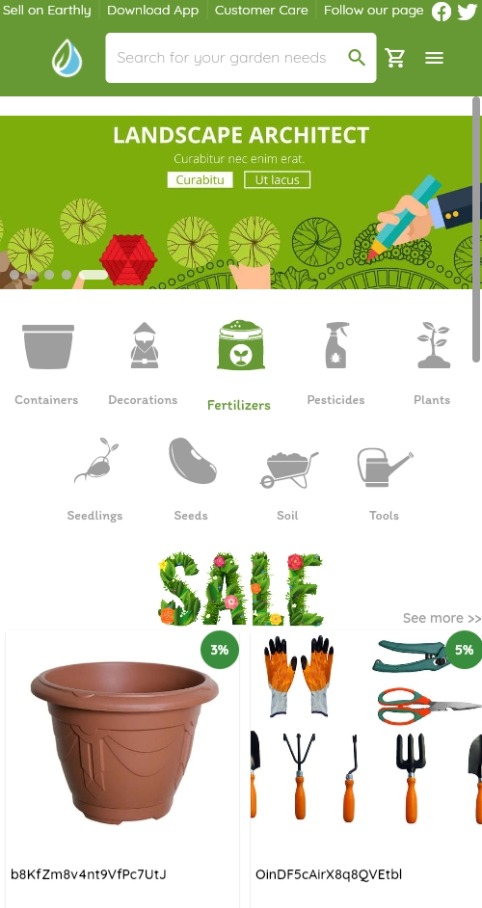 Sell on Earthly Download App Customer Care Follow our page
Search for your garden needs
LANDSCAPE ARCHITECT
Curabitur nec enim erat.
Curabitu Ut lacus
Containers Decorations Fertilizers Pesticides Plants
Seedlings Seeds Soil Tools
SALE
See more >>
3% 5%
b8KfZm8v4nt9VfPc7UtJ OinDF5cAirX8q8QVEtbl